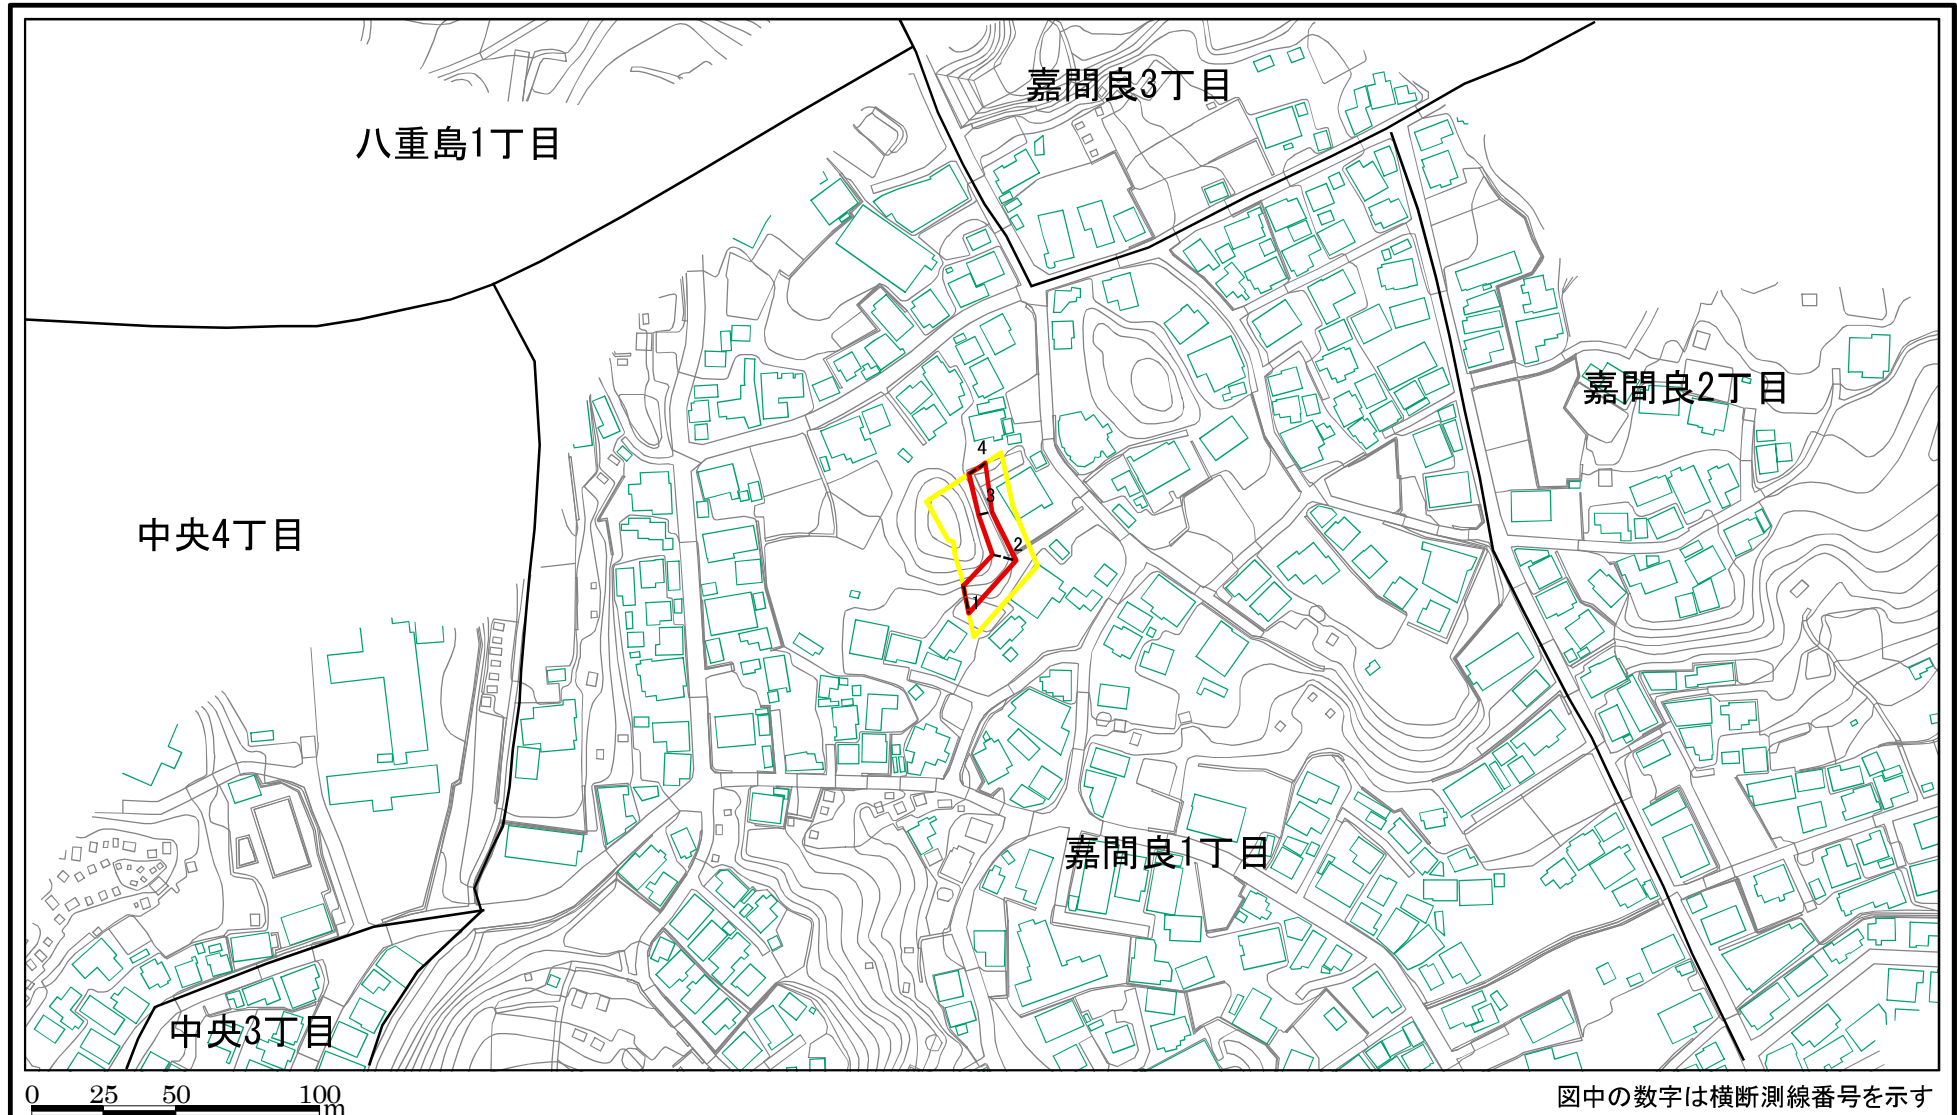 嘉間良3丁目
八重島1丁目
嘉間良2丁目
4
3
中央4丁目
2
1
嘉間良1丁目
中央3丁目
0 25 50 100m
図中の数字は横断測線番号を示す